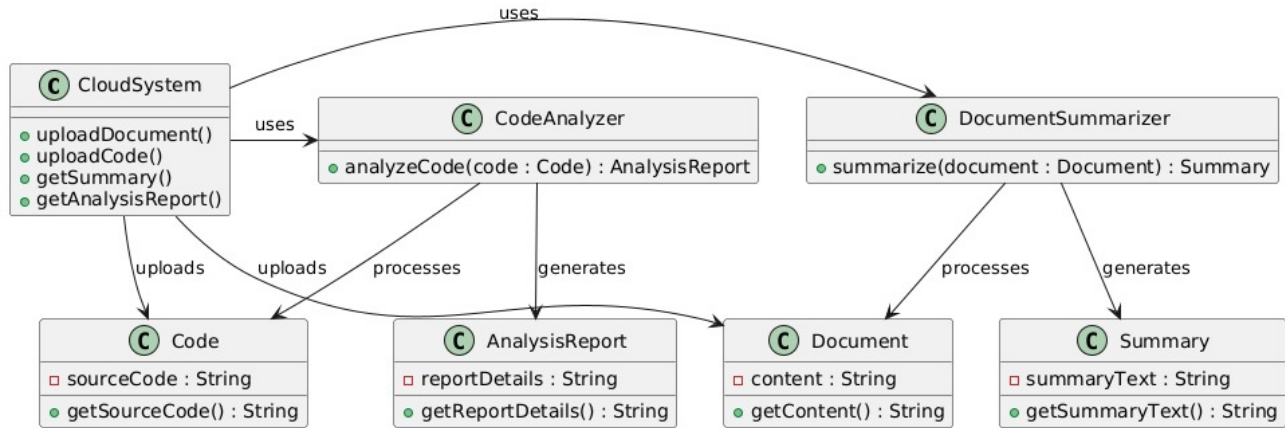 uses
C CloudSystem
uploadDocument()
uploadCode()
getSummary()
getAnalysisReport()
uses
C CodeAnalyzer
analyzeCode(code : Code) : AnalysisReport
C DocumentSummarizer
summarize(document : Document) : Summary
uploads
uploads
processes
generates
processes
generates
C Code
sourceCode : String
getSourceCode() : String
C AnalysisReport
reportDetails : String
getReportDetails() : String
C Document
content : String
getContent() : String
C Summary
summaryText : String
getSummaryText() : String